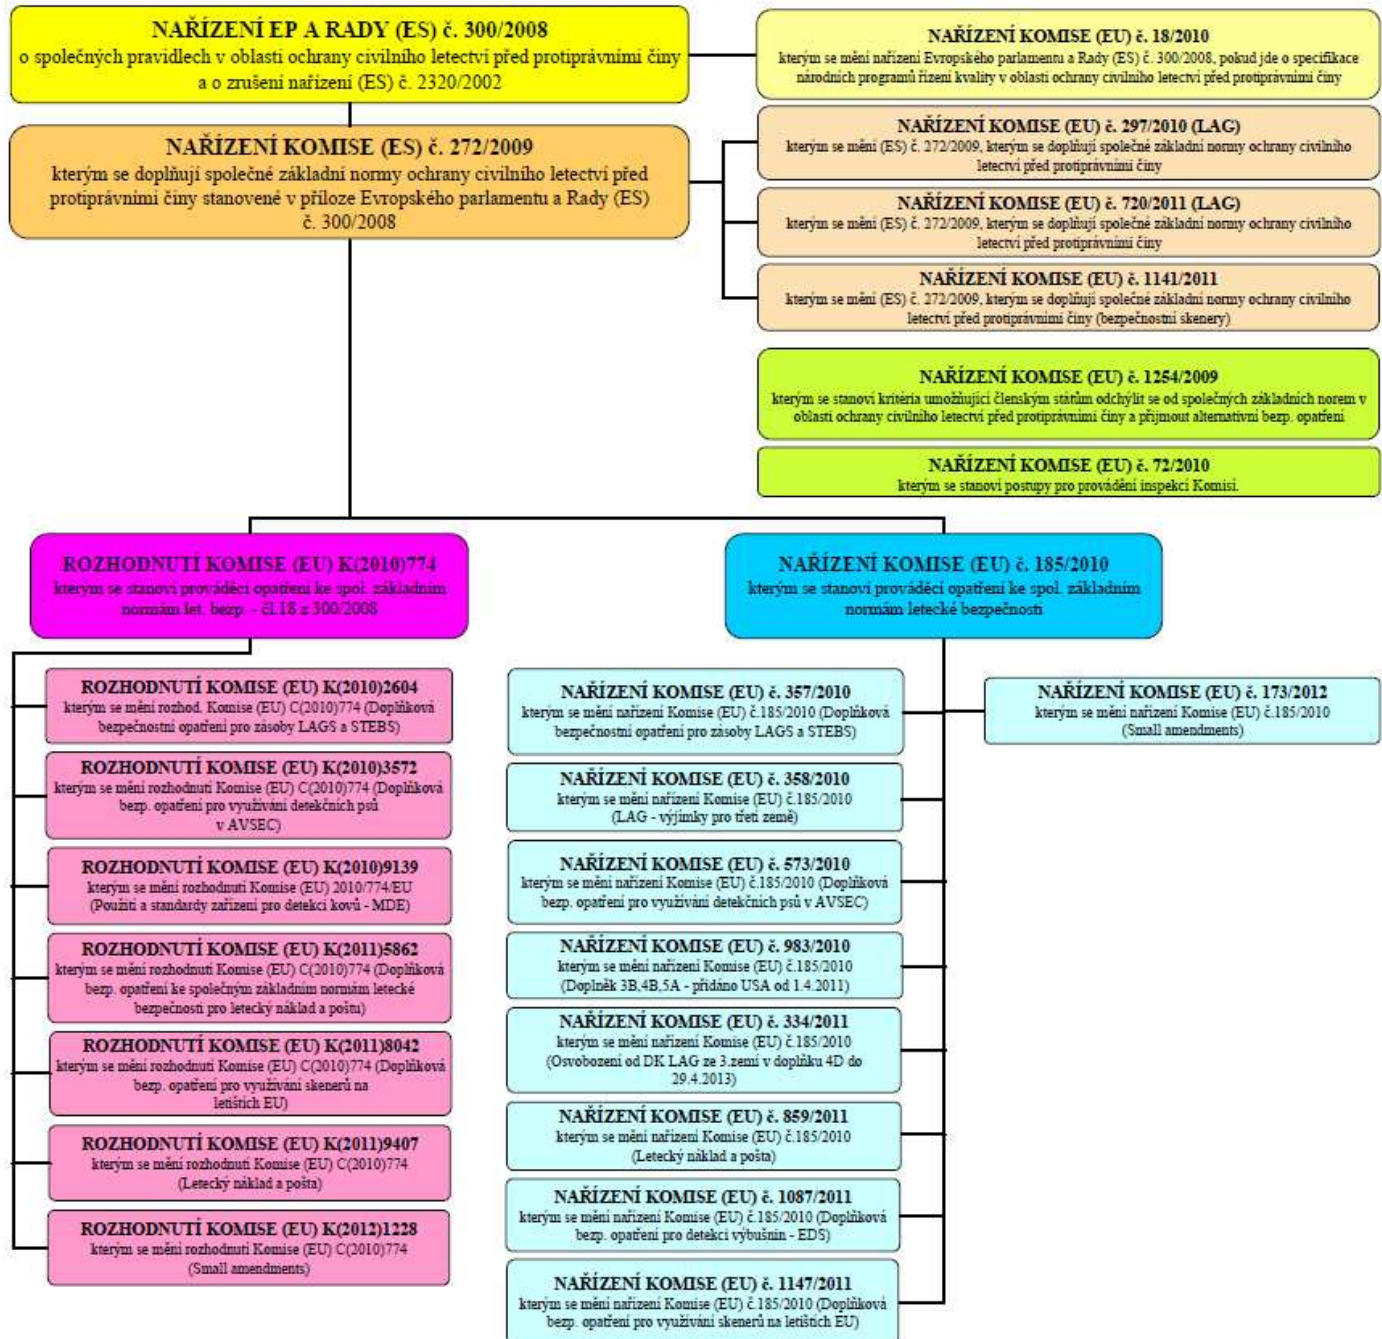 NAŘÍZENÍ EP A RADY (ES) č. 300/2008
o společných pravidlech v oblasti ochrany civilního letectví před protiprávními činy
a o zrušení nařízení (ES) č. 2320/2002
NAŘÍZENÍ KOMISE (EU) č. 18/2010
kterým se mění nařízení Evropského parlamentu a Rady (ES) č. 300/2008, pokud jde o specifikace
národních programů řízení kvality v oblasti ochrany civilního letectví před protiprávními činy
NAŘÍZENÍ KOMISE (ES) č. 272/2009
kterým se doplňují společné základní normy ochrany civilního letectví před
protiprávními činy stanovené v příloze Evropského parlamentu a Rady (ES)
č. 300/2008
NAŘÍZENÍ KOMISE (EU) č. 297/2010 (LAG)
kterým se mění (ES) č. 272/2009, kterým se doplňují společné základní normy ochrany civilního
letectví před protiprávními činy
NAŘÍZENÍ KOMISE (EU) č. 720/2011 (LAG)
kterým se mění (ES) č. 272/2009, kterým se doplňují společné základní normy ochrany civilního
letectví před protiprávními činy
NAŘÍZENÍ KOMISE (EU) č. 1141/2011
kterým se mění (ES) č. 272/2009, kterým se doplňují společné základní normy ochrany civilního
letectví před protiprávními činy (bezpečnostní skenery)
NAŘÍZENÍ KOMISE (EU) č. 1254/2009
kterým se stanoví kritéria umožňující členským státům odchýlit se od společných základních norem v
oblasti ochrany civilního letectví před protiprávními činy a přijmout alternativní bezp. opatření
NAŘÍZENÍ KOMISE (EU) č. 72/2010
kterým se stanoví postupy pro provádění inspekcí Komisí.
ROZHODNUTÍ KOMISE (EU) K(2010)774
kterým se stanoví prováděcí opatření ke spol. základním
normám let. bezp. - čl.18 z 300/2008
NAŘÍZENÍ KOMISE (EU) č. 185/2010
kterým se stanoví prováděcí opatření ke spol. základním
normám letecké bezpečnosti
ROZHODNUTÍ KOMISE (EU) K(2010)2604
kterým se mění rozhod. Komise (EU) C(2010)774 (Doplňková
bezpečnostní opatření pro zásoby LAGS a STEBS)
ROZHODNUTÍ KOMISE (EU) K(2010)3572
kterým se mění rozhodnutí Komise (EU) C(2010)774 (Doplňková
bezp. opatření pro využívání detekčních psů
v AVSEC)
ROZHODNUTÍ KOMISE (EU) K(2010)9139
kterým se mění rozhodnutí Komise (EU) 2010/774/EU
(Použití a standardy zařízení pro detekci kovů - MDE)
ROZHODNUTÍ KOMISE (EU) K(2011)5862
kterým se mění rozhodnutí Komise (EU) C(2010)774 (Doplňková
bezp. opatření ke společným základním normám letecké
bezpečnosti pro letecký náklad a poštu)
ROZHODNUTÍ KOMISE (EU) K(2011)8042
kterým se mění rozhodnutí Komise (EU) C(2010)774 (Doplňková
bezp. opatření pro využívání skenerů na
letištích EU)
ROZHODNUTÍ KOMISE (EU) K(2011)9407
kterým se mění rozhodnutí Komise (EU) C(2010)774
(Letecký náklad a pošta)
ROZHODNUTÍ KOMISE (EU) K(2012)1228
kterým se mění rozhodnutí Komise (EU) C(2010)774
(Small amendments)
NAŘÍZENÍ KOMISE (EU) č. 357/2010
kterým se mění nařízení Komise (EU) č.185/2010 (Doplňková
bezpečnostní opatření pro zásoby LAGS a STEBS)
NAŘÍZENÍ KOMISE (EU) č. 358/2010
kterým se mění nařízení Komise (EU) č.185/2010
(LAG - výjimky pro třetí země)
NAŘÍZENÍ KOMISE (EU) č. 573/2010
kterým se mění nařízení Komise (EU) č.185/2010 (Doplňková
bezp. opatření pro využívání detekčních psů v AVSEC)
NAŘÍZENÍ KOMISE (EU) č. 983/2010
kterým se mění nařízení Komise (EU) č.185/2010
(Doplněk 3B,4B,5A - přidáno USA od 1.4.2011)
NAŘÍZENÍ KOMISE (EU) č. 334/2011
kterým se mění nařízení Komise (EU) č.185/2010
(Osvobození od DK LAG ze 3.zemí v doplňku 4D do
29.4.2013)
NAŘÍZENÍ KOMISE (EU) č. 859/2011
kterým se mění nařízení Komise (EU) č.185/2010
(Letecký náklad a pošta)
NAŘÍZENÍ KOMISE (EU) č. 1087/2011
kterým se mění nařízení Komise (EU) č.185/2010 (Doplňková
bezp. opatření pro detekci výbušnin - EDS)
NAŘÍZENÍ KOMISE (EU) č. 1147/2011
kterým se mění nařízení Komise (EU) č.185/2010 (Doplňková
bezp. opatření pro využívání skenerů na letištích EU)
NAŘÍZENÍ KOMISE (EU) č. 173/2012
kterým se mění nařízení Komise (EU) č.185/2010
(Small amendments)